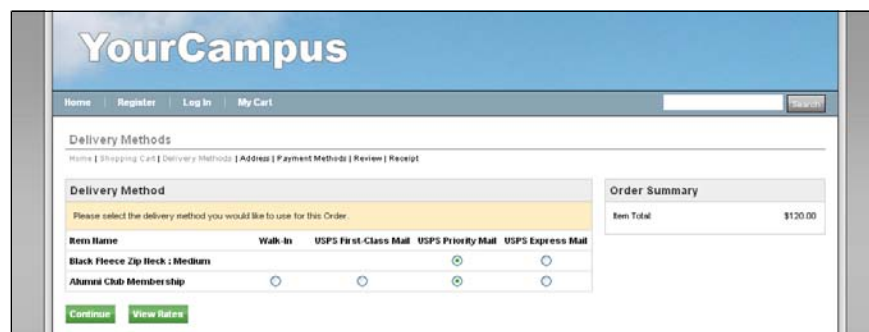 YourCampus
Home | Register | Log In | My Cart
Search
Delivery Methods
Home | Shopping Cart | Delivery Methods | Address | Payment Methods | Review | Receipt
Delivery Method
Please select the delivery method you would like to use for this Order.
Item Name Walk-In USPS First-Class Mail USPS Priority Mail USPS Express Mail
Black Fleece Zip Neck : Medium
Alumni Club Membership
Continue View Rates
Order Summary
Item Total $120.00